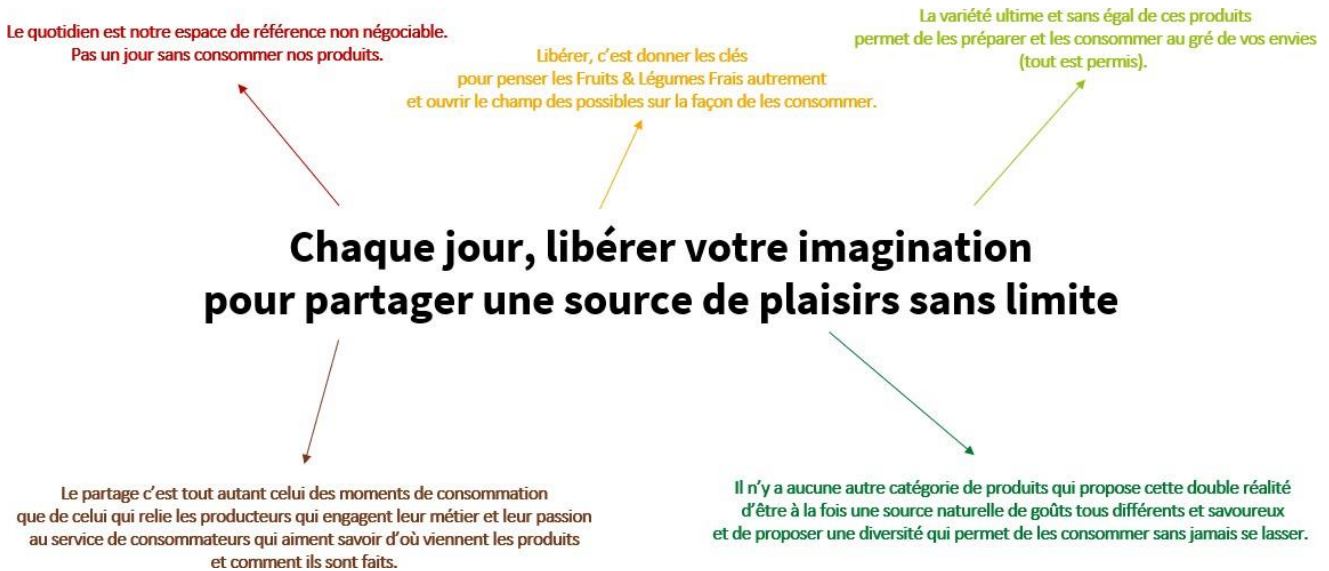 Le quotidien est notre espace de référence non négociable.
Pas un jour sans consommer nos produits.
Libérer, c'est donner les clés
pour penser les Fruits & Légumes Frais autrement
et ouvrir le champ des possibles sur la façon de les consommer.
La variété ultime et sans égal de ces produits
permet de les préparer et les consommer au gré de vos envies
(tout est permis).
Chaque jour, libérer votre imagination
pour partager une source de plaisirs sans limite
Le partage c'est tout autant celui des moments de consommation
que de celui qui relie les producteurs qui engagent leur métier et leur passion
au service de consommateurs qui aiment savoir d'où viennent les produits
et comment ils sont faits.
Il n'y a aucune autre catégorie de produits qui propose cette double réalité
d'être à la fois une source naturelle de goûts tous différents et savoureux
et de proposer une diversité qui permet de les consommer sans jamais se lasser.